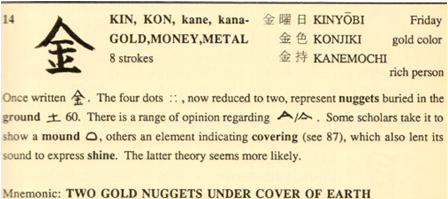 14 KIN, KON, kane, kana- 金曜日 KINYŌBI Friday
金 GOLD,MONEY,METAL 金色 KONJIKI gold color
8 strokes 金持 KANEMOCHI
rich person
Once written 金. The four dots ::, now reduced to two, represent nuggets buried in the
ground 土 60. There is a range of opinion regarding 𠆢/亼. Some scholars take it to
show a mound , others an element indicating covering (see 87), which also lent its
sound to express shine. The latter theory seems more likely.
Mnemonic: TWO GOLD NUGGETS UNDER COVER OF EARTH